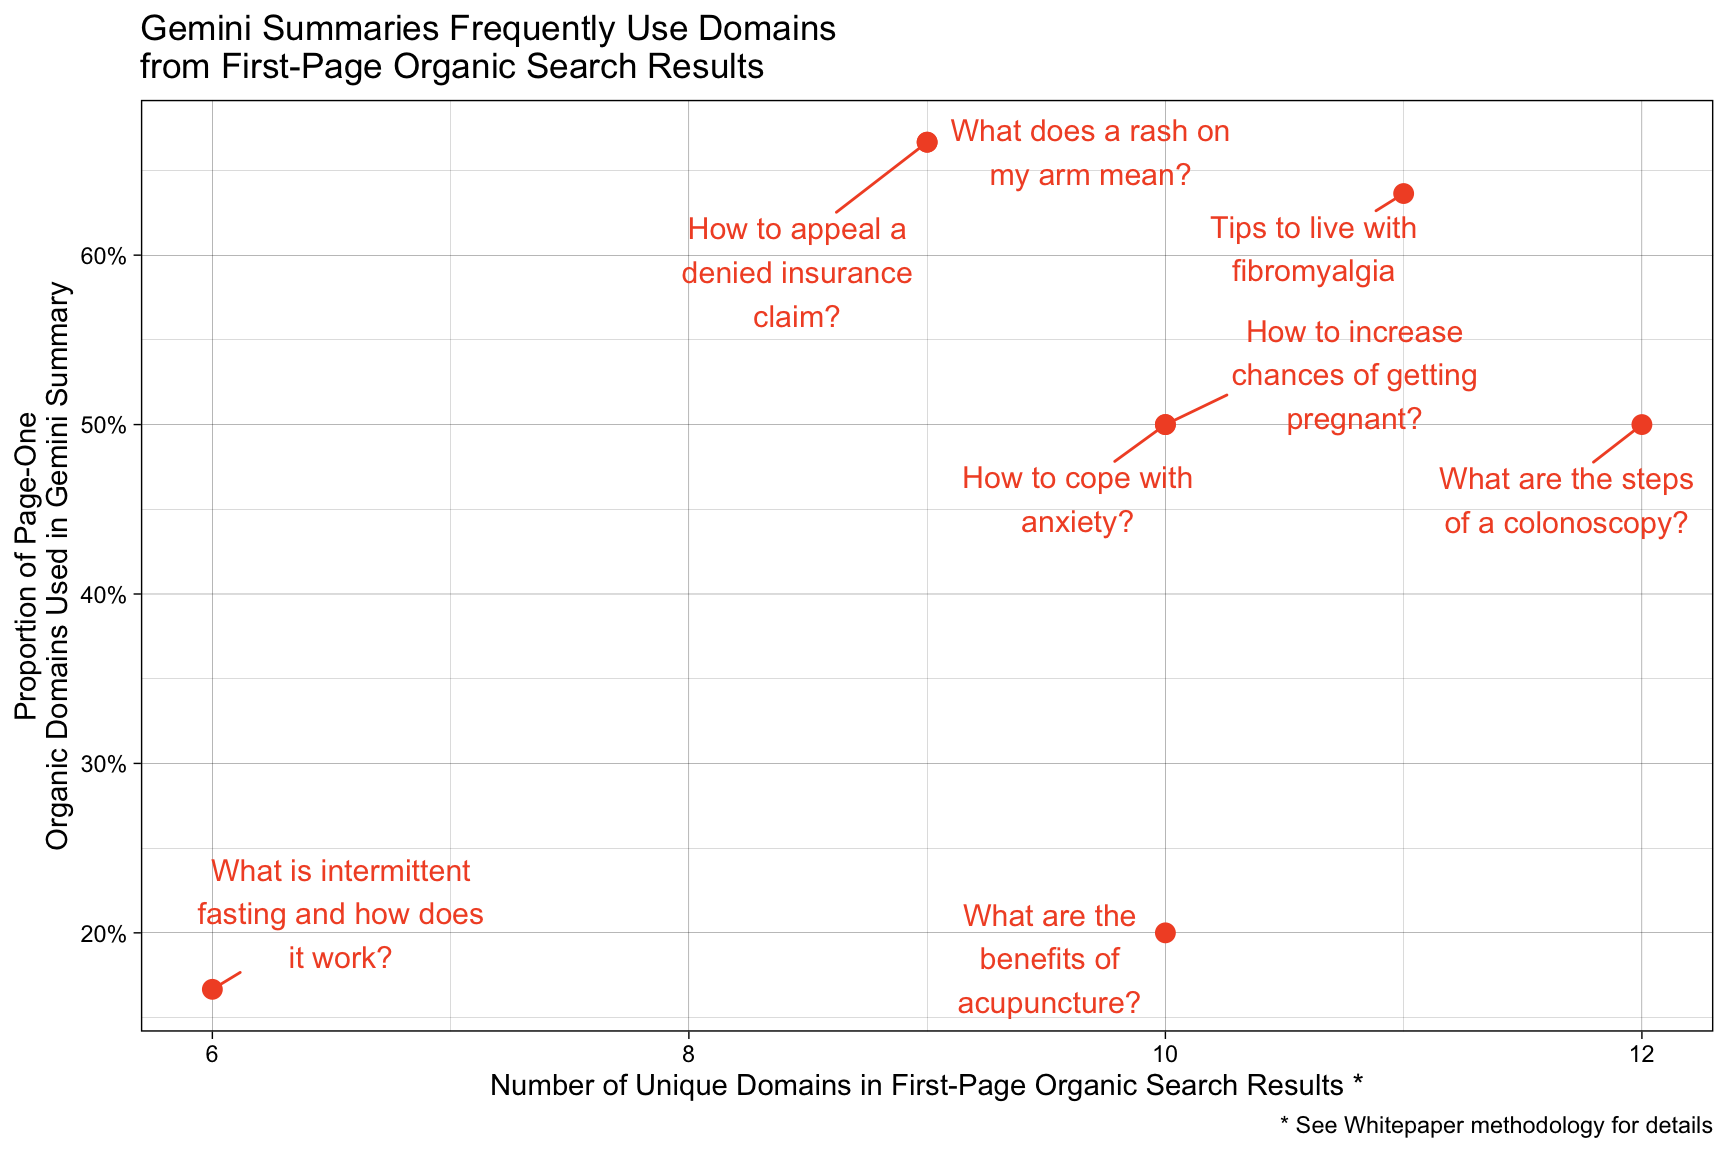 Gemini Summaries Frequently Use Domains
from First-Page Organic Search Results
Proportion of Page-One
Organic Domains Used in Gemini Summary
60%
50%
40%
30%
20%
What does a rash on
my arm mean?
How to appeal a
denied insurance
claim?
Tips to live with
fibromyalgia
How to increase
chances of getting
pregnant?
How to cope with
anxiety?
What are the steps
of a colonoscopy?
What is intermittent
fasting and how does
it work?
What are the
benefits of
acupuncture?
6
8
10
12
Number of Unique Domains in First-Page Organic Search Results *
* See Whitepaper methodology for details